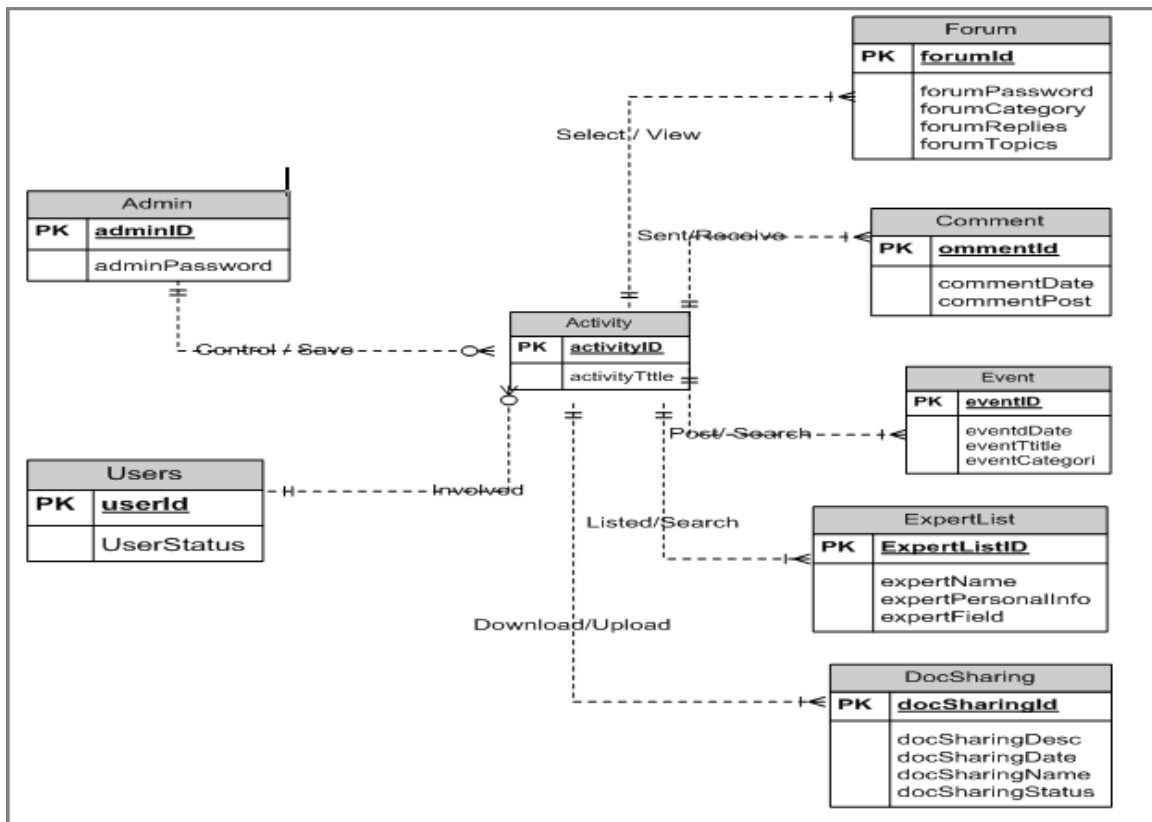 Forum
PK forumId
forumPassword
forumCategory
forumReplies
forumTopics
Select / View
Admin
PK adminID
adminPassword
Comment
PK ommentId
commentDate
commentPost
Sent/Receive
Activity
PK activityID
activityTttle
Control / Save
Event
PK eventID
eventdDate
eventTtitle
eventCategori
Post/ Search
Users
PK userId
UserStatus
Involved
ExpertList
PK ExpertListID
expertName
expertPersonalInfo
expertField
Listed/Search
Download/Upload
DocSharing
PK docSharingId
docSharingDesc
docSharingDate
docSharingName
docSharingStatus